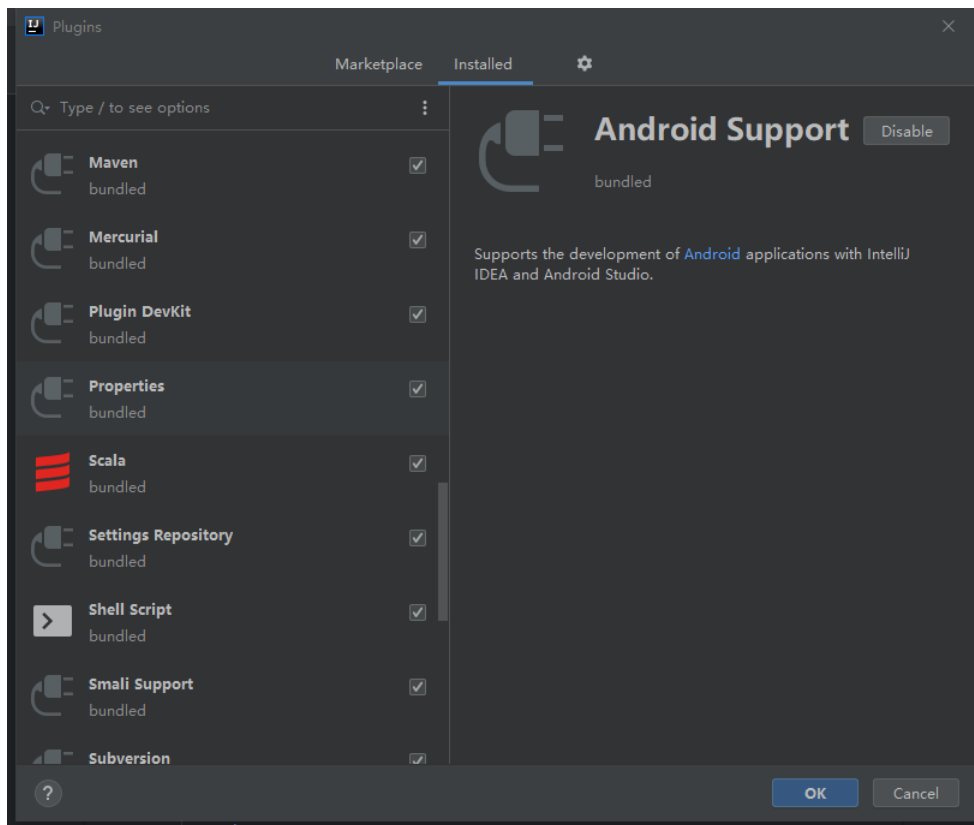 Plugins
Marketplace
Installed
Type / to see options
Maven
bundled
Mercurial
bundled
Plugin DevKit
bundled
Properties
bundled
Scala
bundled
Settings Repository
bundled
Shell Script
bundled
Smali Support
bundled
Subversion
Android Support
Disable
bundled
Supports the development of Android applications with IntelliJ
IDEA and Android Studio.
?
OK
Cancel